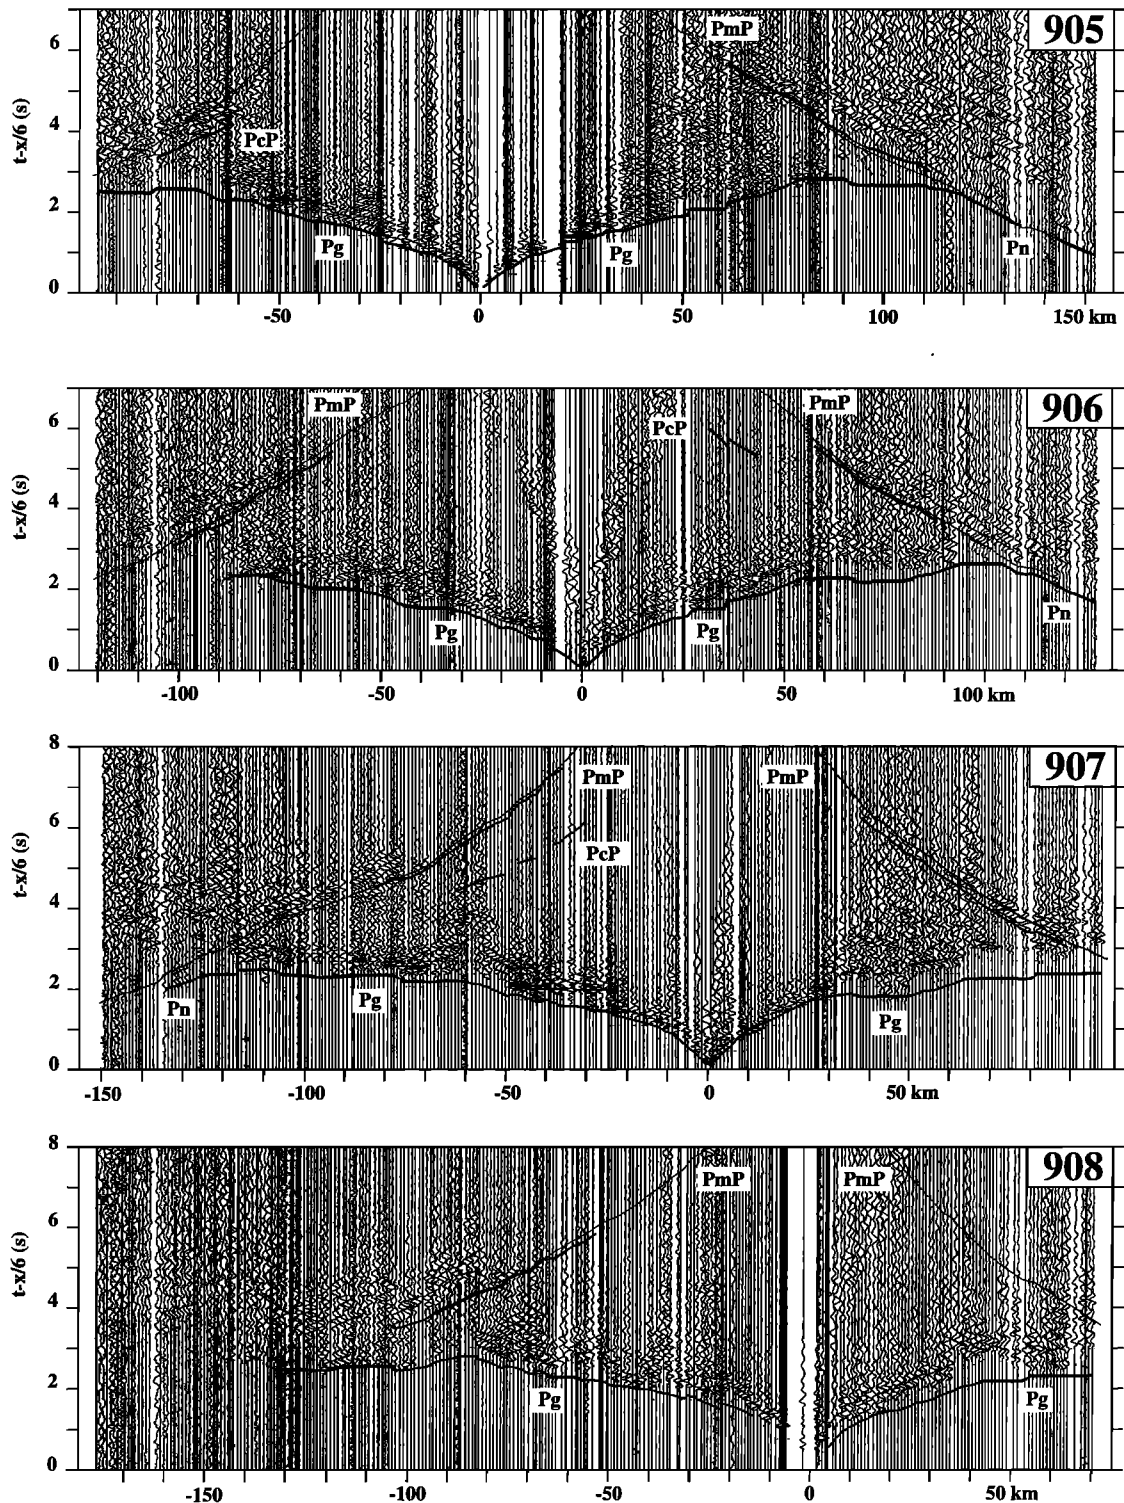 905
PmP
6
4
2
0
t-x/6 (s)
PcP
Pg
Pg
Pn
-50 0 50 100 150 km
906
PmP
PmP
PcP
6
4
2
0
t-x/6 (s)
Pg
Pg
Pn
-100 -50 0 50 100 km
907
8
6
4
2
0
t-x/6 (s)
PmP
PmP
PcP
Pn
Pg
Pg
-150 -100 -50 0 50 km
908
8
6
4
2
0
t-x/6 (s)
PmP
PmP
Pg
Pg
-150 -100 -50 0 50 km